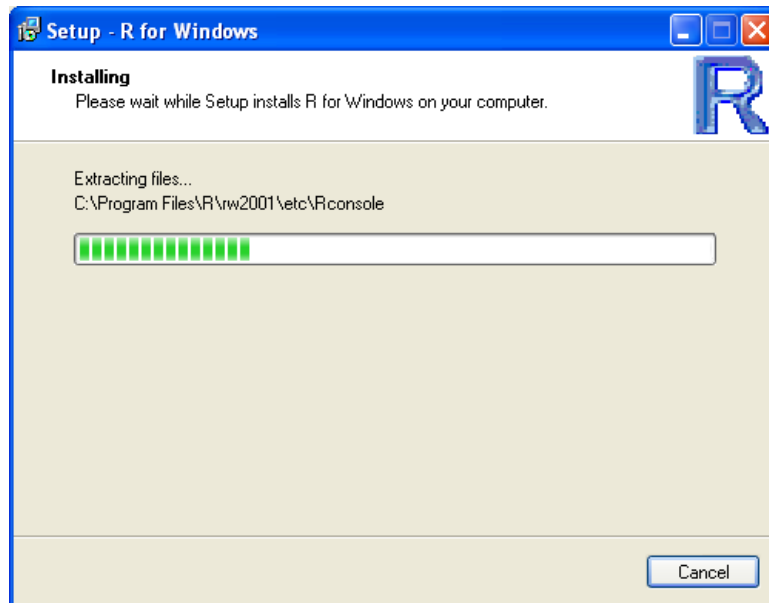 Setup - R for Windows
Installing
Please wait while Setup installs R for Windows on your computer.
R
Extracting files...
C:\Program Files\R\rw2001\etc\Rconsole
Cancel